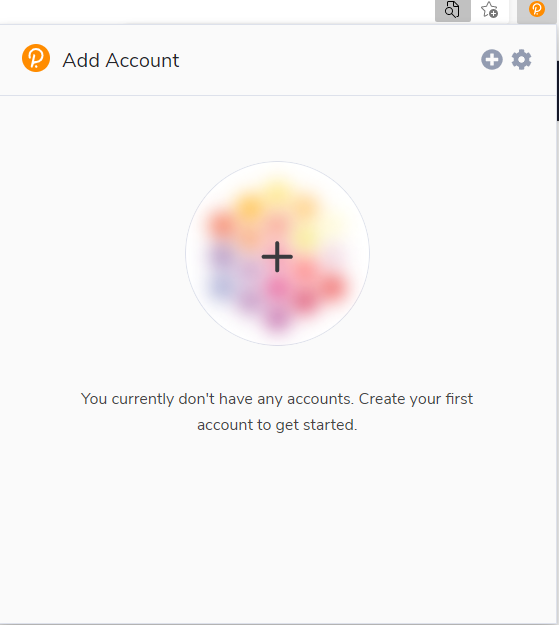 Add Account
You currently don't have any accounts. Create your first
account to get started.